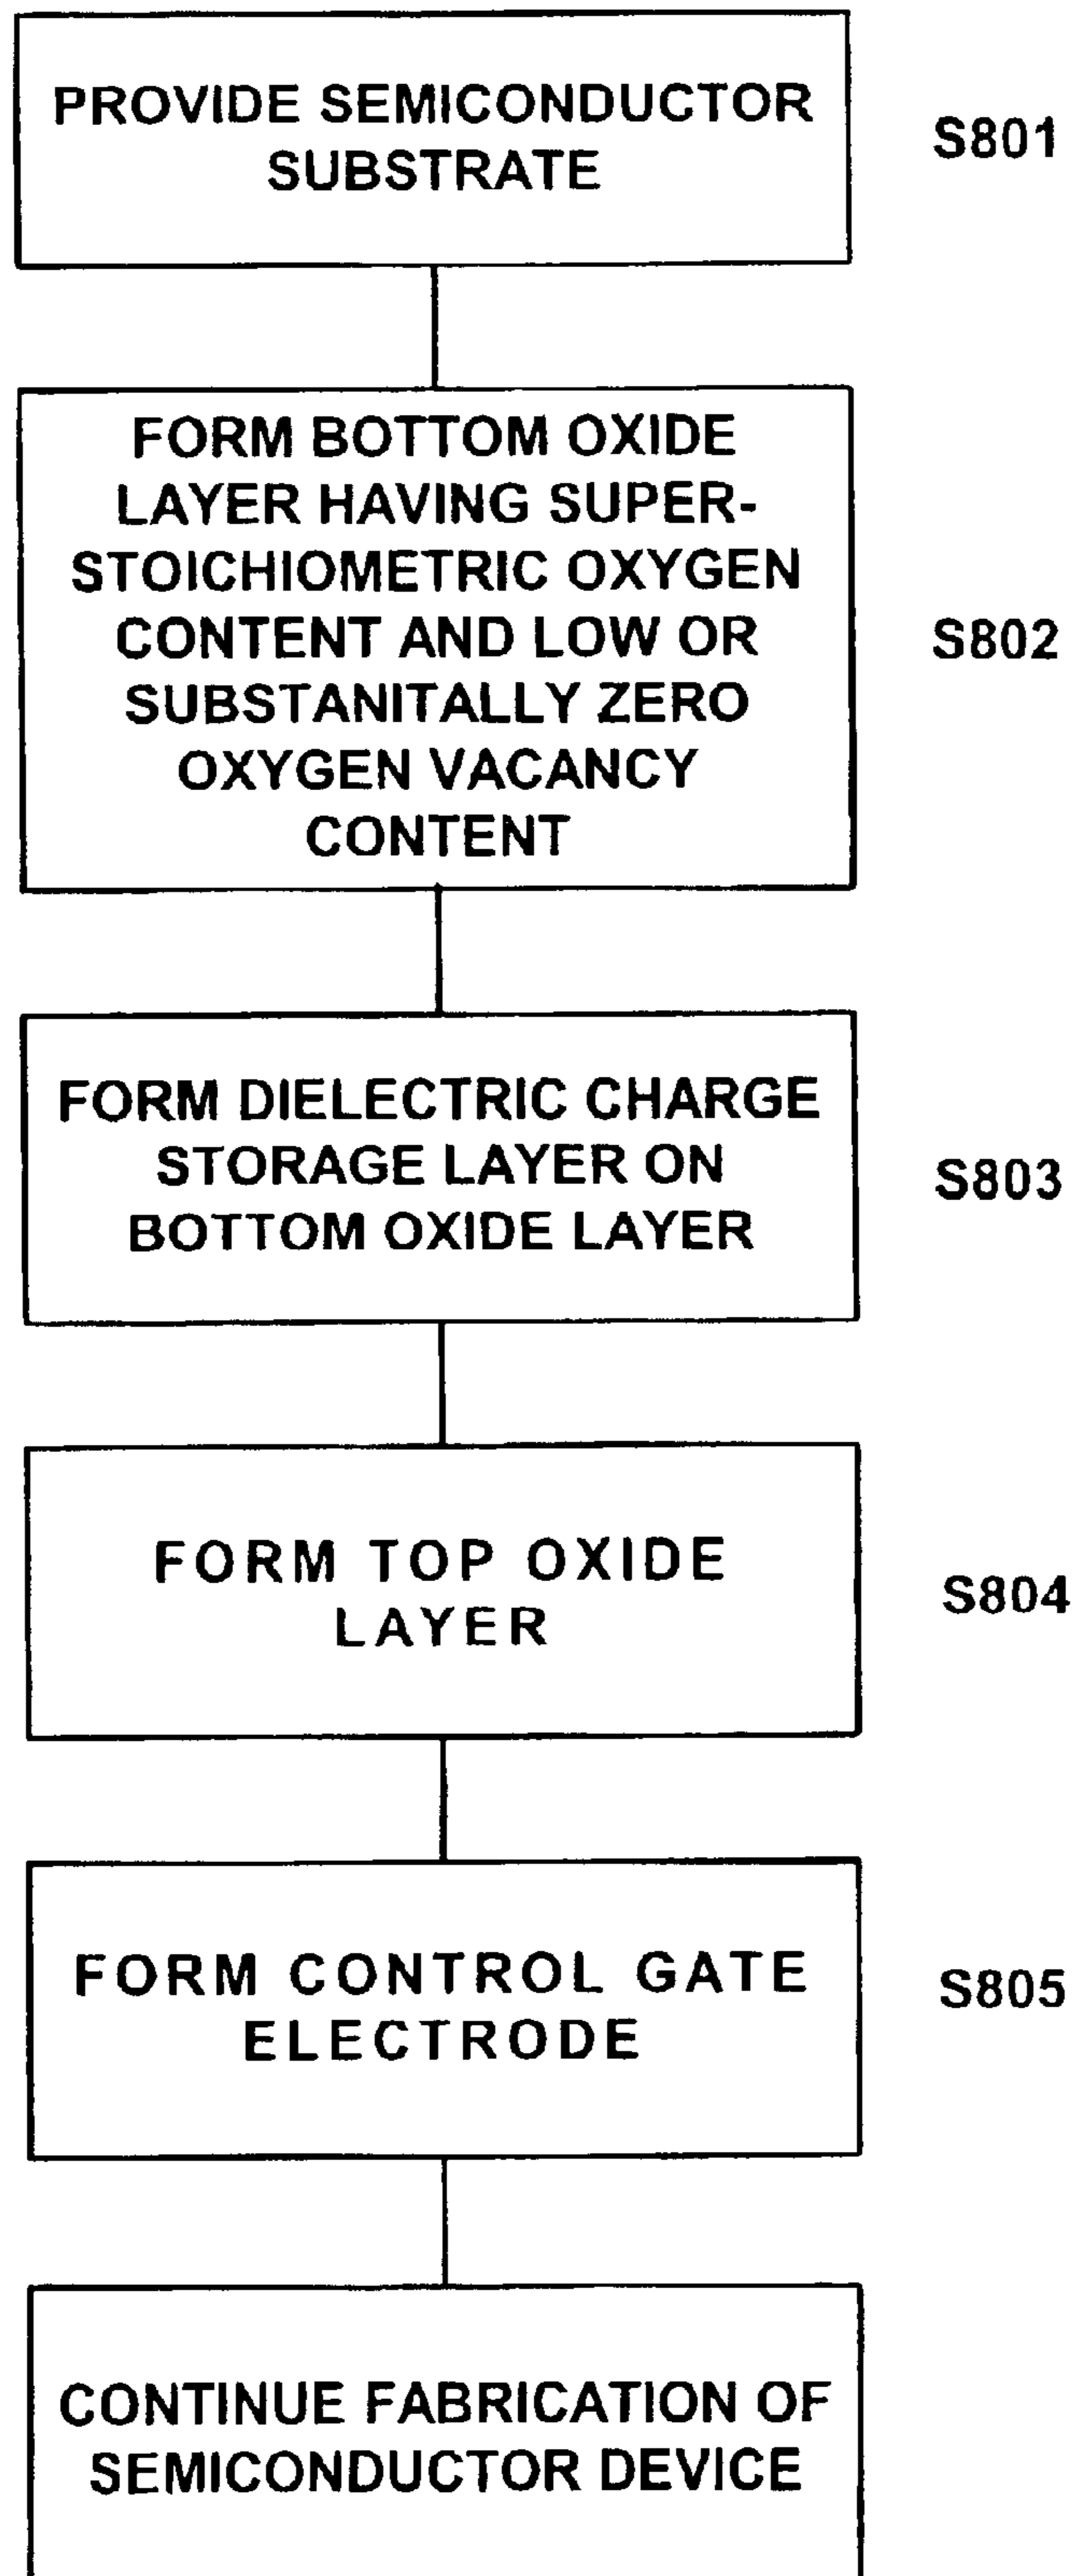 PROVIDE SEMICONDUCTOR
SUBSTRATE
S801
FORM BOTTOM OXIDE
LAYER HAVING SUPER-
STOICHIOMETRIC OXYGEN
CONTENT AND LOW OR
SUBSTANITALLY ZERO
OXYGEN VACANCY
CONTENT
S802
FORM DIELECTRIC CHARGE
STORAGE LAYER ON
BOTTOM OXIDE LAYER
S803
FORM TOP OXIDE
LAYER
S804
FORM CONTROL GATE
ELECTRODE
S805
CONTINUE FABRICATION OF
SEMICONDUCTOR DEVICE